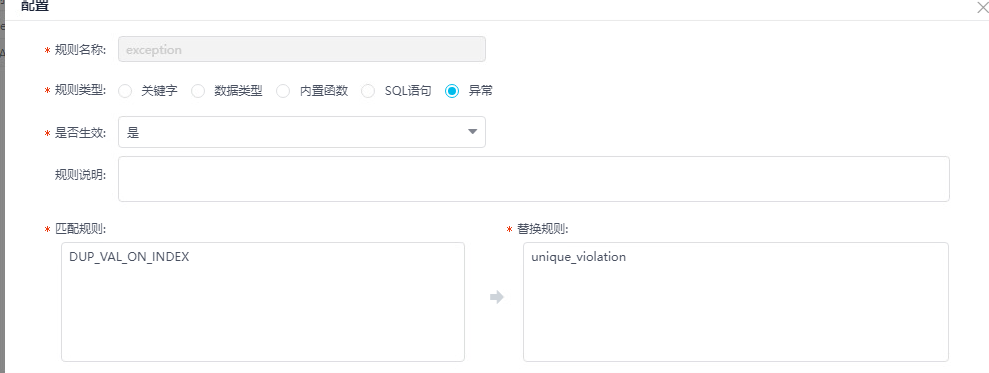 配置
* 规则名称: exception
* 规则类型: 关键字 数据类型 内置函数 SQL语句 异常
* 是否生效: 是
规则说明:
* 匹配规则: * 替换规则:
DUP_VAL_ON_INDEX unique_violation